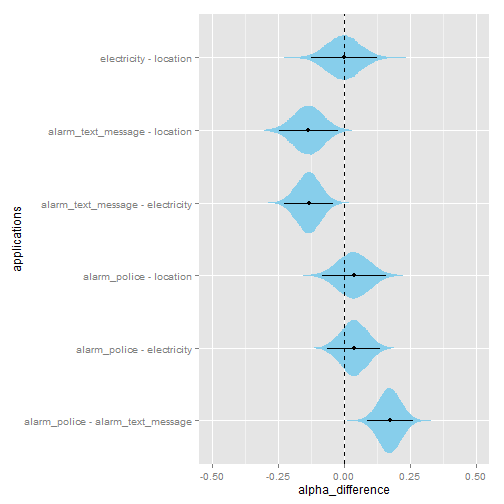 electricity - location
alarm_text_message - location
alarm_text_message - electricity
alarm_police - location
alarm_police - electricity
alarm_police - alarm_text_message
applications
-0.50 -0.25 0.00 0.25 0.50
alpha_difference